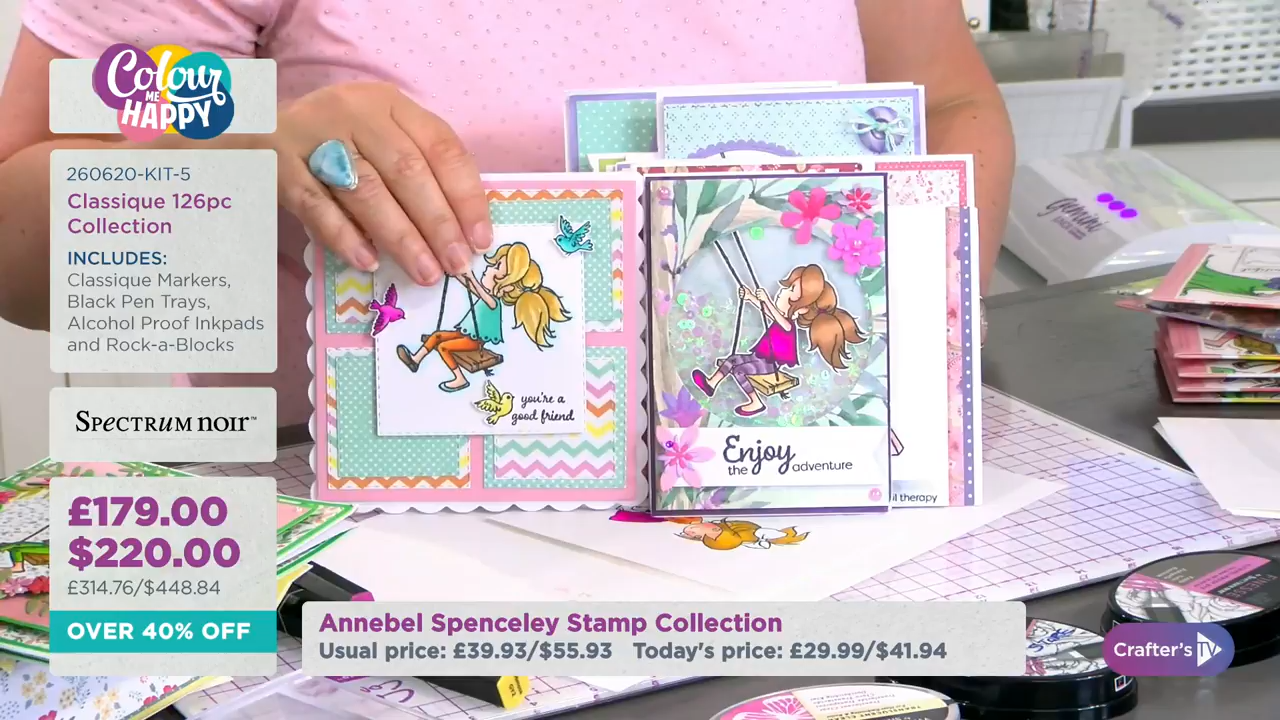 Colour
ME
HAPPY
260620-KIT-5
Classique 126pc
Collection
INCLUDES:
Classique Markers,
Black Pen Trays,
Alcohol Proof Inkpads
and Rock-a-Blocks
SPECTRUM NOIR™
£179.00
$220.00
£314.76/$448.84
OVER 40% OFF
you're a
good friend
Enjoy
the adventure
therapy
gemini
Annebel Spenceley Stamp Collection
Usual price: £39.93/$55.93 Today's price: £29.99/$41.94
Crafter's TV